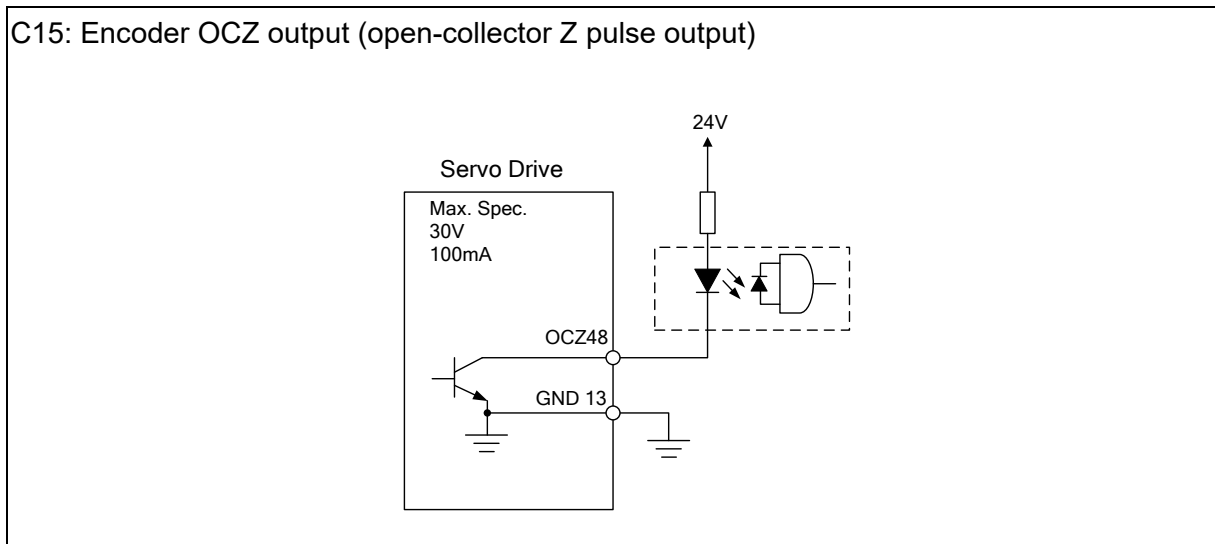 C15: Encoder OCZ output (open-collector Z pulse output)
24V
Servo Drive
Max. Spec.
30V
100mA
OCZ48
GND 13